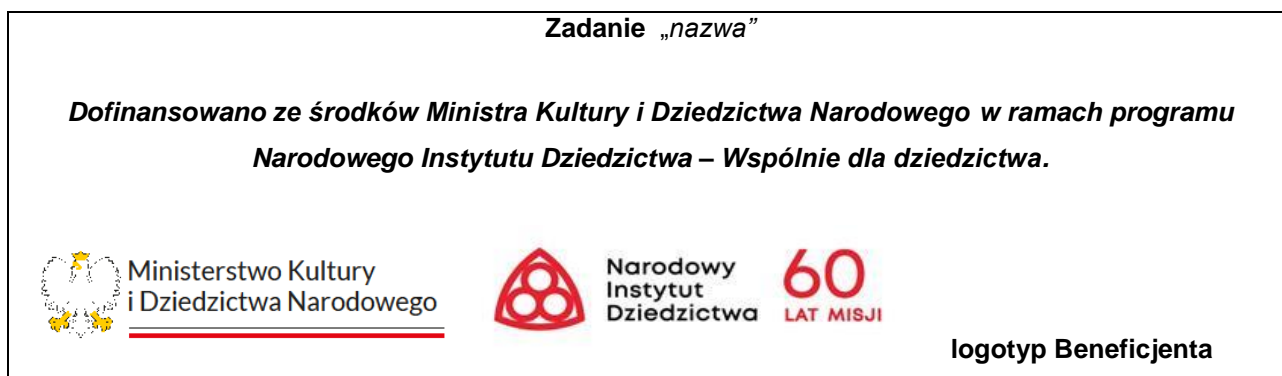 Zadanie „nazwa”
Dofinansowano ze środków Ministra Kultury i Dziedzictwa Narodowego w ramach programu
Narodowego Instytutu Dziedzictwa – Wspólnie dla dziedzictwa.
Ministerstwo Kultury
i Dziedzictwa Narodowego
Narodowy
Instytut
Dziedzictwa
60
LAT MISJI
logotyp Beneficjenta